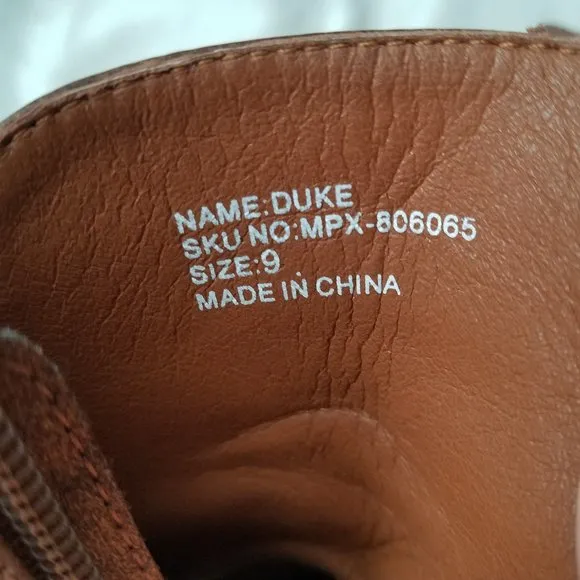 NAME:DUKE
SKU NO:MPX-806065
SIZE:9
MADE IN CHINA